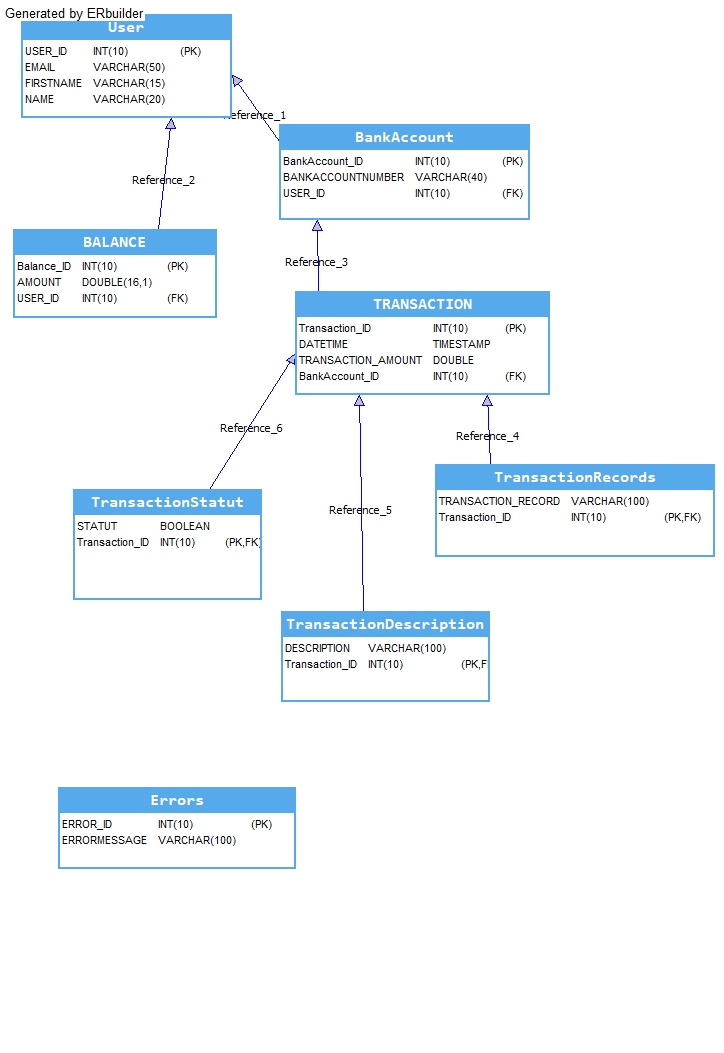 Generated by ERbuilder
User
USER_ID INT(10) (PK)
EMAIL VARCHAR(50)
FIRSTNAME VARCHAR(15)
NAME VARCHAR(20)
Reference_1
BankAccount
BankAccount_ID INT(10) (PK)
BANKACCOUNTNUMBER VARCHAR(40)
USER_ID INT(10) (FK)
Reference_2
BALANCE
Balance_ID INT(10) (PK)
AMOUNT DOUBLE(16,1)
USER_ID INT(10) (FK)
Reference_3
TRANSACTION
Transaction_ID INT(10) (PK)
DATETIME TIMESTAMP
TRANSACTION_AMOUNT DOUBLE
BankAccount_ID INT(10) (FK)
Reference_6
Reference_4
TransactionRecords
TRANSACTION_RECORD VARCHAR(100)
Transaction_ID INT(10) (PK,FK)
TransactionStatut
STATUT BOOLEAN
Transaction_ID INT(10) (PK,FK)
Reference_5
TransactionDescription
DESCRIPTION VARCHAR(100)
Transaction_ID INT(10) (PK,F
Errors
ERROR_ID INT(10) (PK)
ERRORMESSAGE VARCHAR(100)